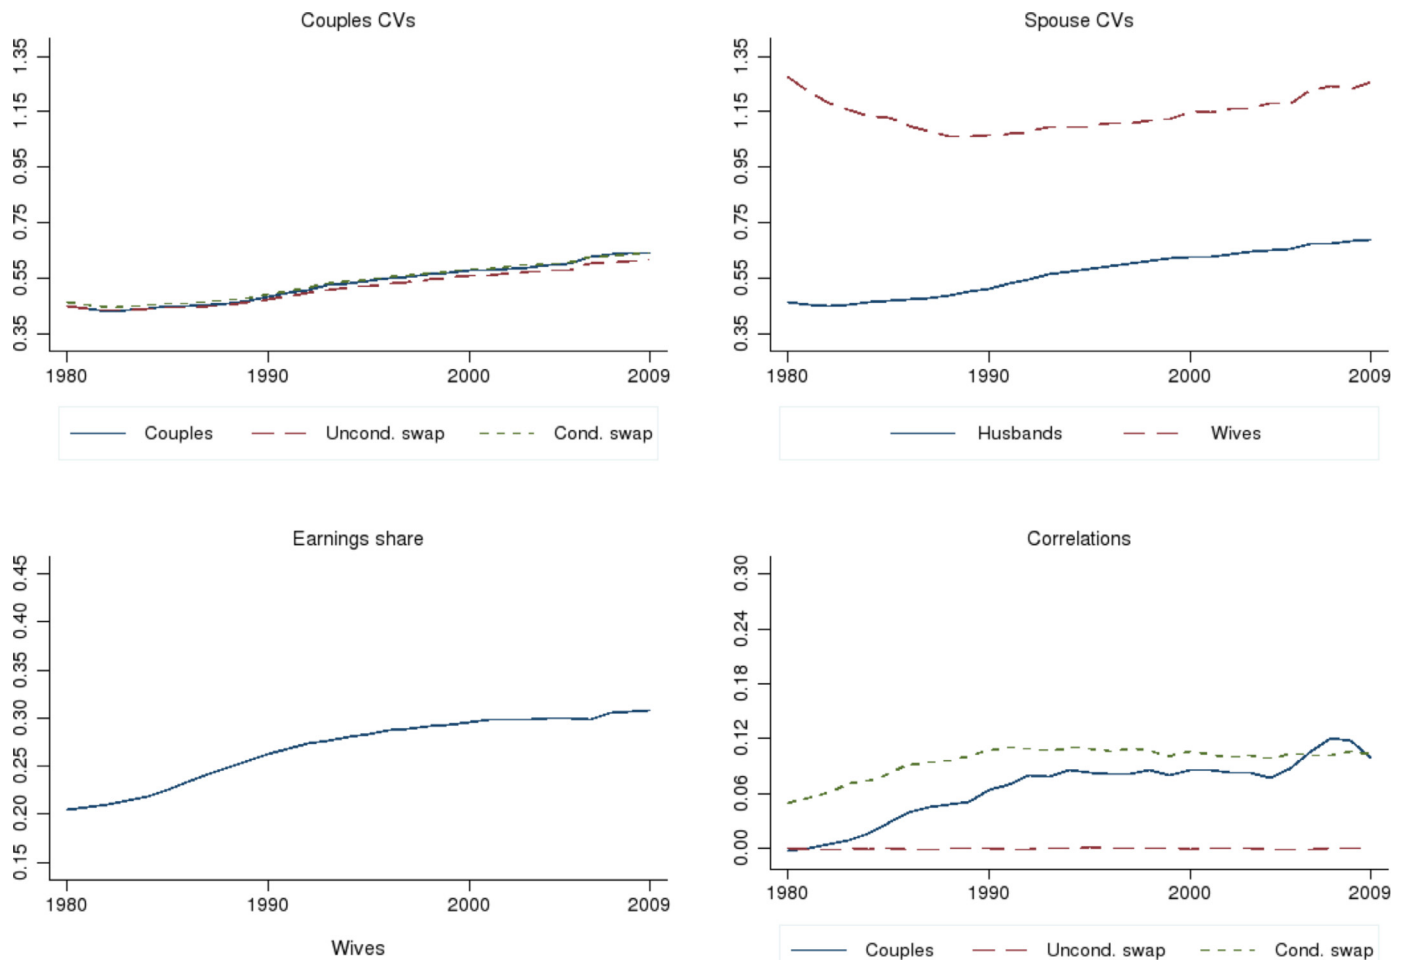 Couples CVs
1.35
1.15
0.95
0.75
0.55
0.35
1980 1990 2000 2009
Couples Uncond. swap Cond. swap
Spouse CVs
1.35
1.15
0.95
0.75
0.55
0.35
1980 1990 2000 2009
Husbands Wives
Earnings share
0.45
0.40
0.35
0.30
0.25
0.20
0.15
1980 1990 2000 2009
Wives
Correlations
0.30
0.24
0.18
0.12
0.06
0.00
1980 1990 2000 2009
Couples Uncond. swap Cond. swap